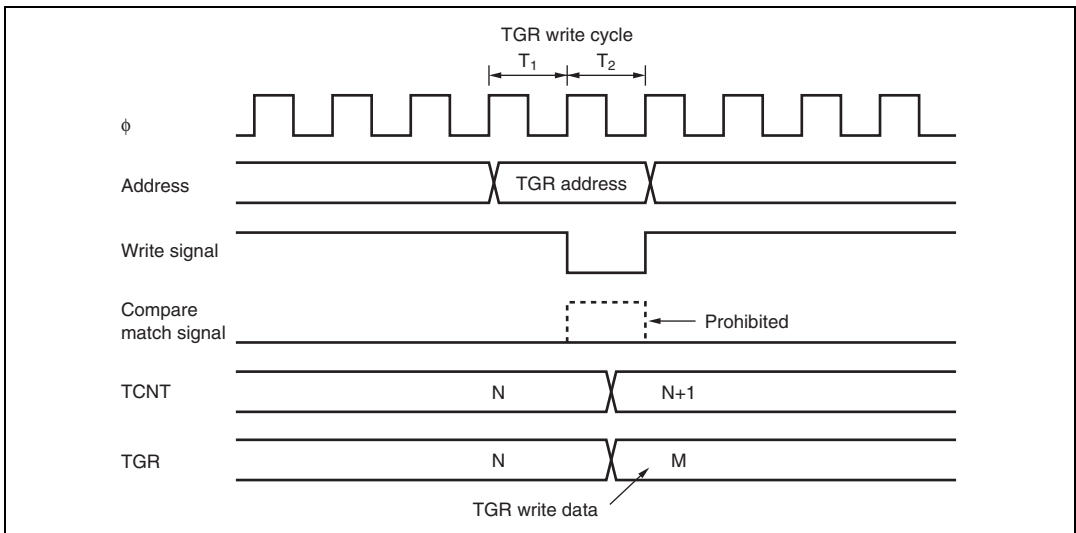 TGR write cycle
T1 T2
ϕ
Address TGR address
Write signal
Compare
match signal Prohibited
TCNT N N+1
TGR N M
TGR write data